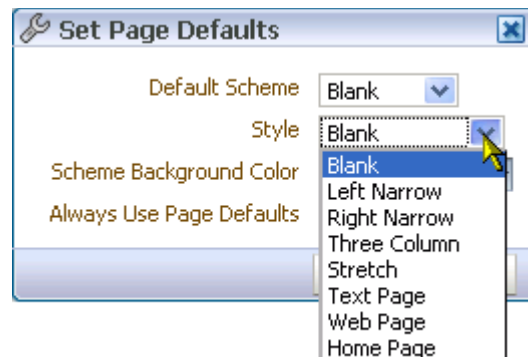 Set Page Defaults
Default Scheme Blank
Style Blank
Scheme Background Color
Always Use Page Defaults
Blank
Left Narrow
Right Narrow
Three Column
Stretch
Text Page
Web Page
Home Page